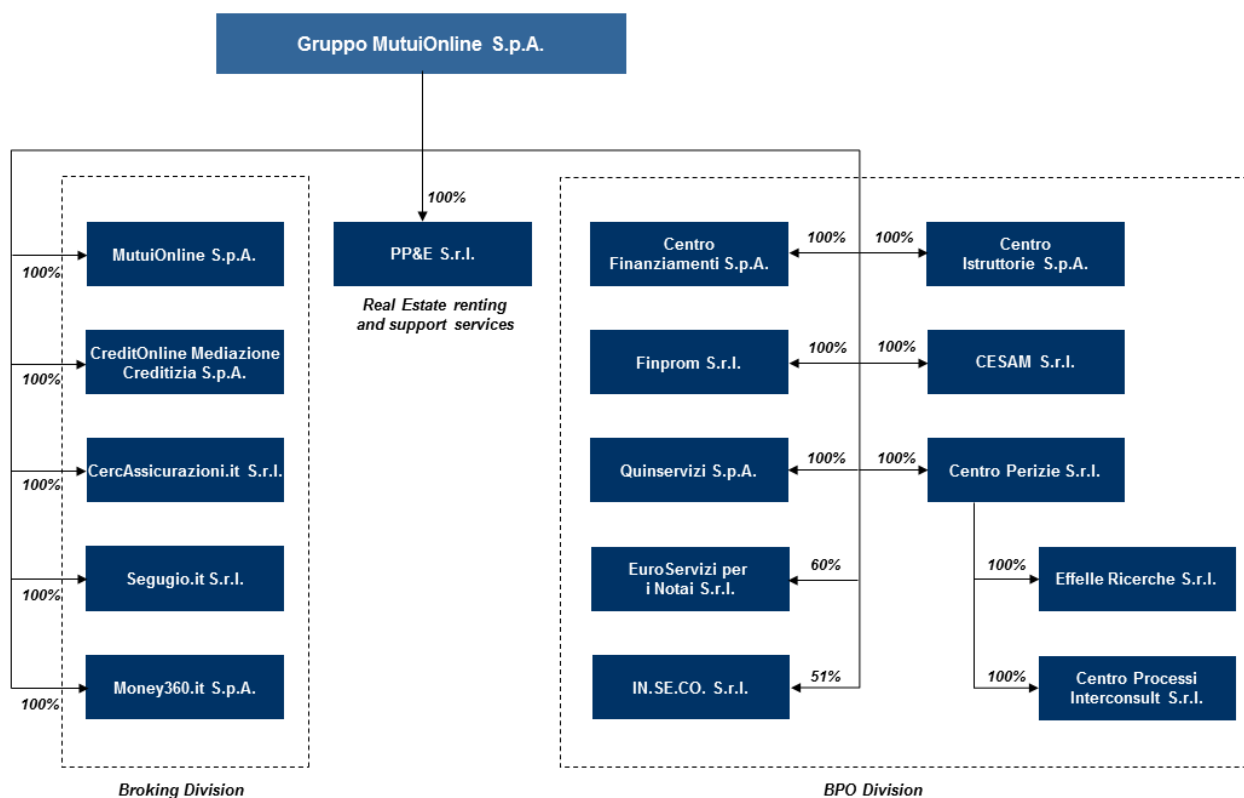 Gruppo MutuiOnline S.p.A.
100%
MutuiOnline S.p.A.
100%
PP&E S.r.l.
Real Estate renting
and support services
Centro
Finanziamenti S.p.A.
100%
100%
Centro
Istruttorie S.p.A.
CreditOnline Mediazione
Creditizia S.p.A.
100%
Finprom S.r.l.
100%
100%
CESAM S.r.l.
CercAssicurazioni.it S.r.l.
100%
Quinservizi S.p.A.
100%
100%
Centro Perizie S.r.l.
Segugio.it S.r.l.
100%
EuroServizi per
i Notai S.r.l.
60%
100%
Effelle Ricerche S.r.l.
Money360.it S.p.A.
100%
IN.SE.CO. S.r.l.
51%
100%
Centro Processi
Interconsult S.r.l.
Broking Division
BPO Division